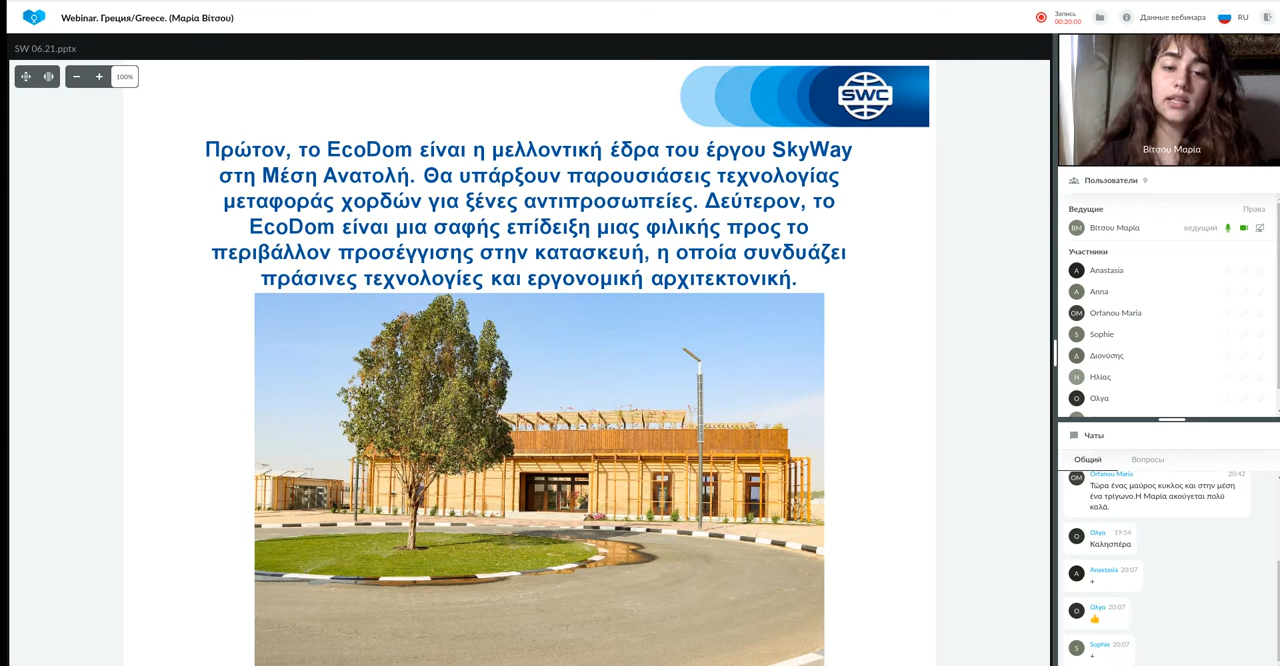 Webinar. Греция/Greece. (Μαρία Βίτσου)
Запись
00:20:00
Данные вебинара
RU
SW 06.21.pptx
100%
SWC
Πρώτον, το EcoDom είναι η μελλοντική έδρα του έργου SkyWay
στη Μέση Ανατολή. Θα υπάρξουν παρουσιάσεις τεχνολογίας
μεταφοράς χορδών για ξένες αντιπροσωπείες. Δεύτερον, το
EcoDom είναι μια σαφής επίδειξη μιας φιλικής προς το
περιβάλλον προσέγγισης στην κατασκευή, η οποία συνδυάζει
πράσινες τεχνολογίες και εργονομική αρχιτεκτονική.
Βίτσου Μαρία
Пользователи 9
Ведущие Права
ΒΜ Βίτσου Μαρία ведущий
Участники
A Anastasia
A Anna
OM Orfanou Maria
S Sophie
Δ Διονύσης
Η Ηλίας
Ο Ολγα
Чаты
Общий Вопросы
OM Orfanou Maria 20:42
Τώρα ένας μαύρος κυκλος και στην μέση
ένα τρίγωνο.Η Μαρία ακούγεται πολύ
καλά.
Ο Ολγα 19:54
Καλησπέρα
A Anastasia 20:07
+
Ο Ολγα 20:07
👍
S Sophie 20:07
+